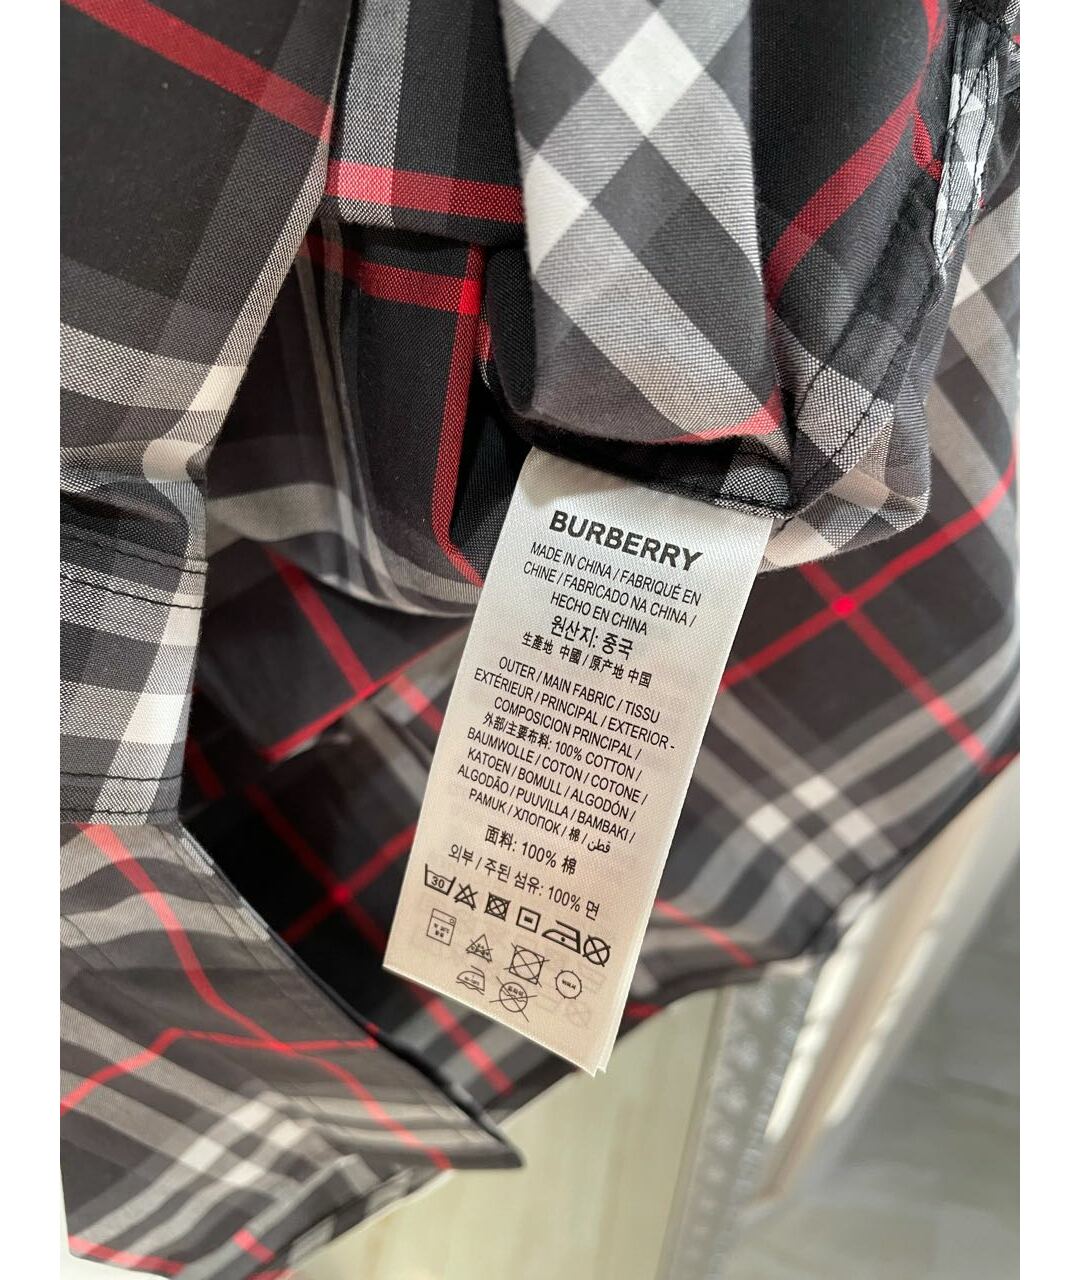 BURBERRY
MADE IN CHINA / FABRIQUÉ EN
CHINE / FABRICADO NA CHINA /
HECHO EN CHINA
원산지: 중국
生產地 中國 / 原产地 中国
OUTER / MAIN FABRIC / TISSU
EXTÉRIEUR / PRINCIPAL / EXTERIOR -
COMPOSICION PRINCIPAL /
外部/主要布料: 100% COTTON /
BAUMWOLLE / COTON / COTONE /
KATOEN / BOMULL / ALGODÓN /
ALGODÃO / PUUVILLA / BAMBAKI /
PAMUK / ХЛОПОК / 棉 / قطن
面料: 100% 棉
외부 / 주된 섬유: 100% 면
30